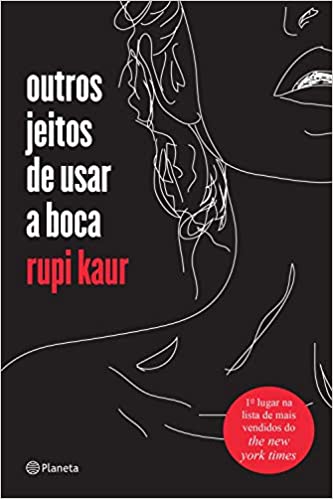 outros
jeitos
de usar
a boca
rupi kaur
1º lugar na
lista de mais
vendidos do
the new
york times
Planeta